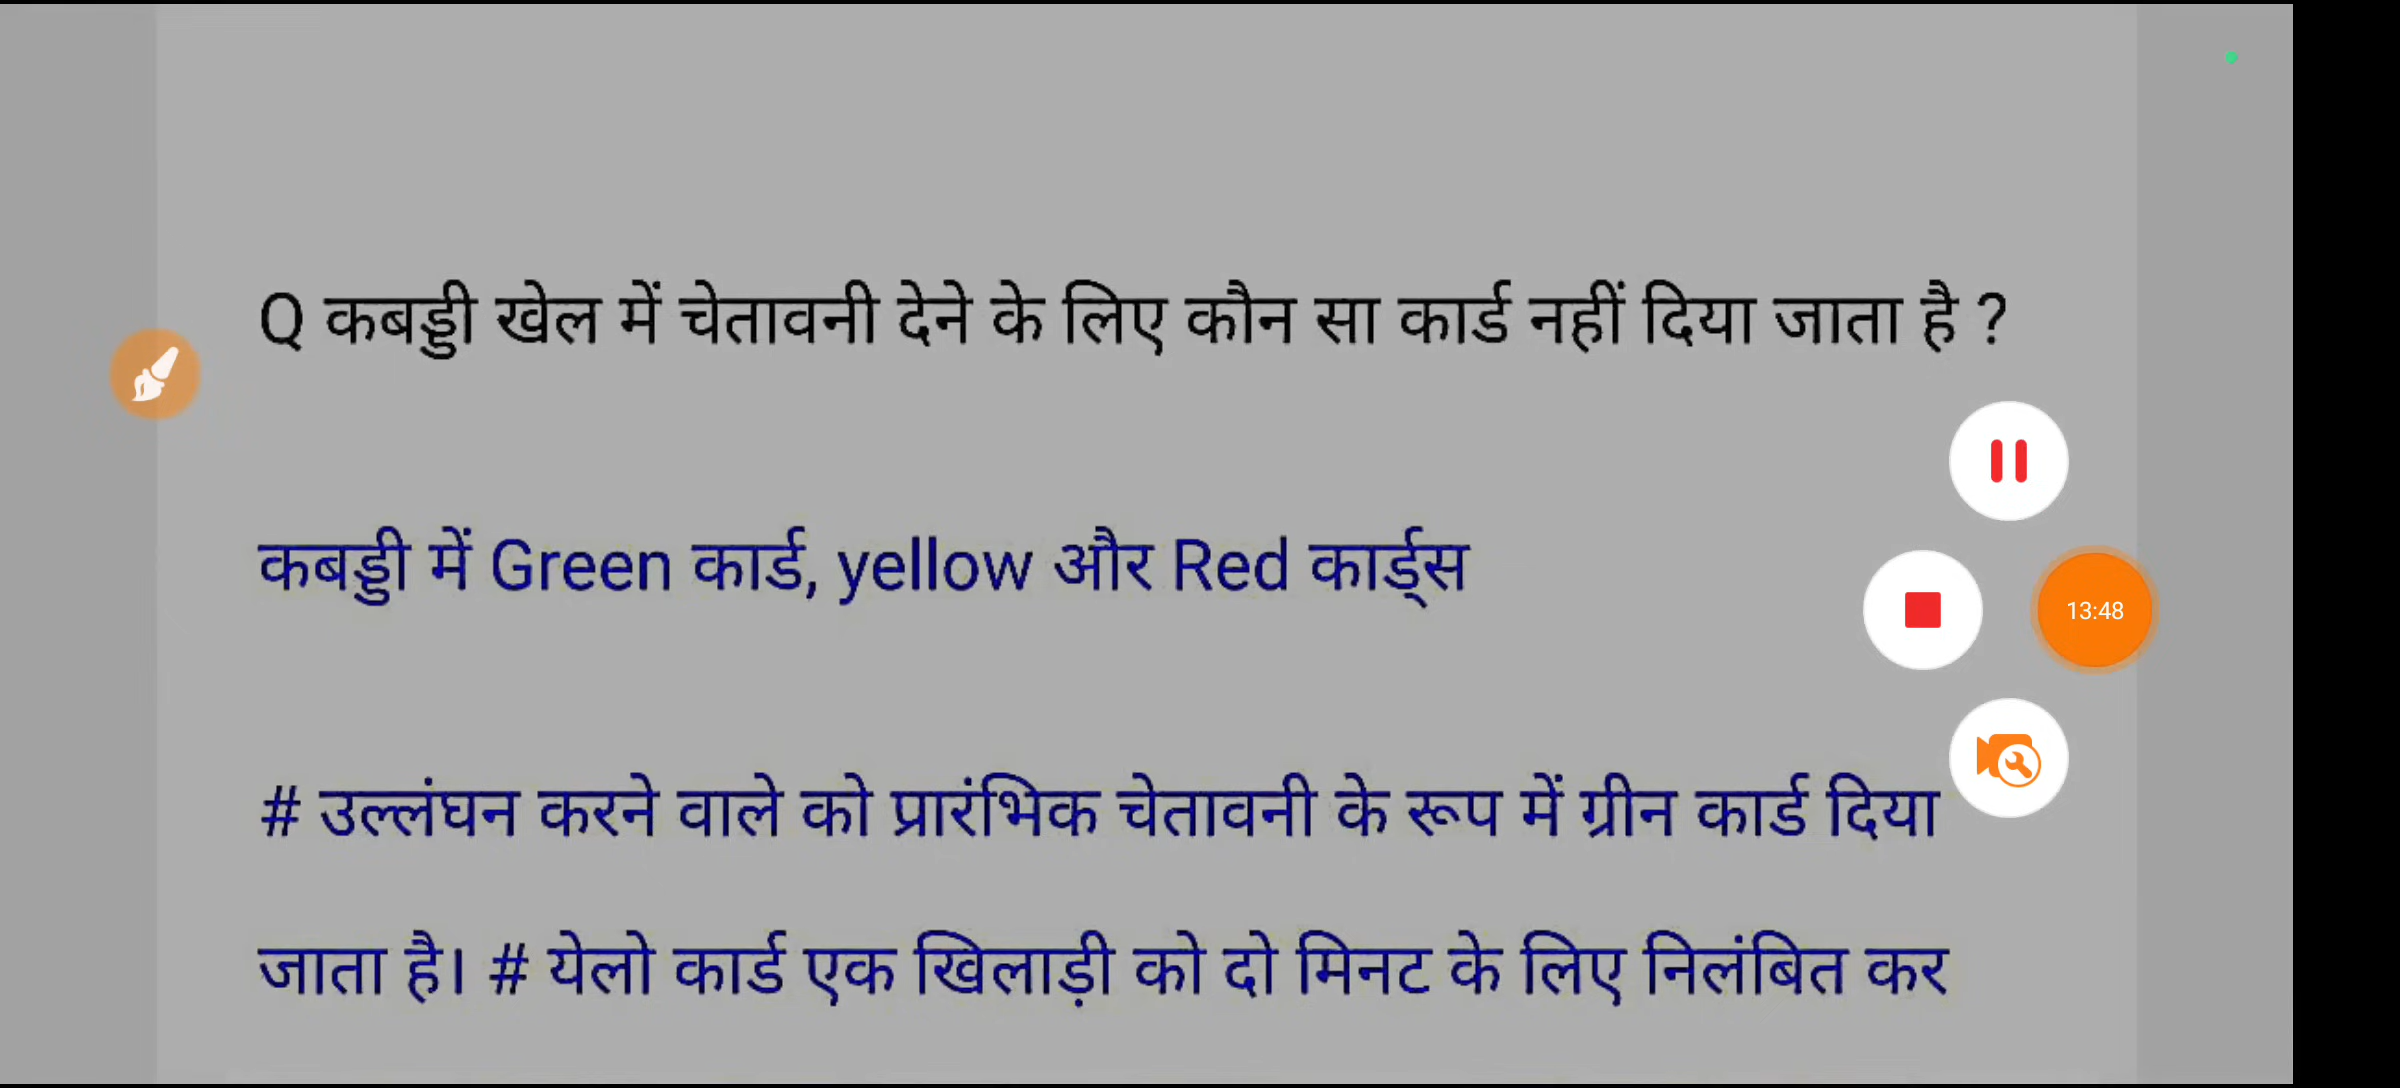 Q कबड्डी खेल में चेतावनी देने के लिए कौन सा कार्ड नहीं दिया जाता है ?
कबड्डी में Green कार्ड, yellow और Red कार्ड्स
13:48
# उल्लंघन करने वाले को प्रारंभिक चेतावनी के रूप में ग्रीन कार्ड दिया
जाता है। # येलो कार्ड एक खिलाड़ी को दो मिनट के लिए निलंबित कर